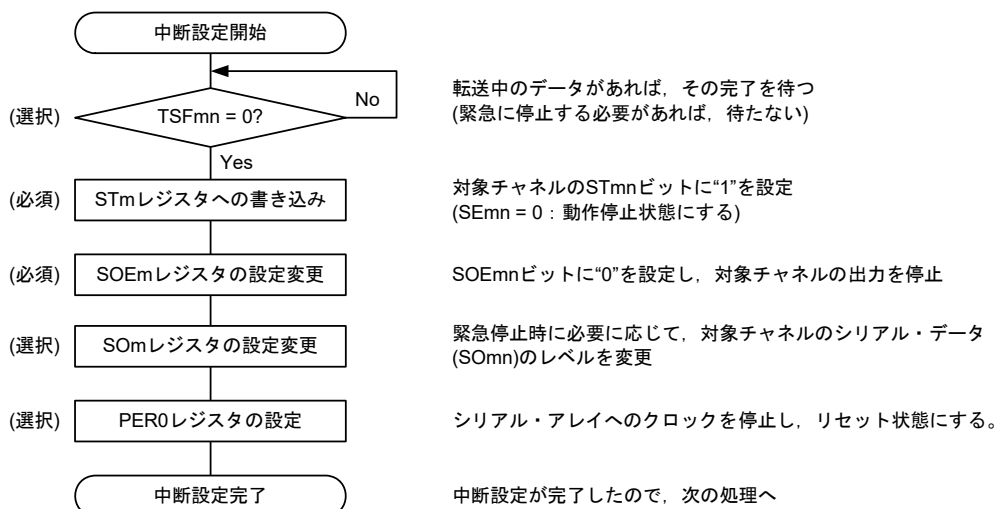 中断設定開始
(選択)
TSFmn = 0?
No
Yes
転送中のデータがあれば，その完了を待つ
(緊急に停止する必要があれば，待たない)
(必須)
STmレジスタへの書き込み
対象チャネルのSTmnビットに“1”を設定
(SEmn = 0：動作停止状態にする)
(必須)
SOEmレジスタの設定変更
SOEmnビットに“0”を設定し，対象チャネルの出力を停止
(選択)
SOmレジスタの設定変更
緊急停止時に必要に応じて，対象チャネルのシリアル・データ
(SOmn)のレベルを変更
(選択)
PER0レジスタの設定
シリアル・アレイへのクロックを停止し，リセット状態にする。
中断設定完了
中断設定が完了したので，次の処理へ